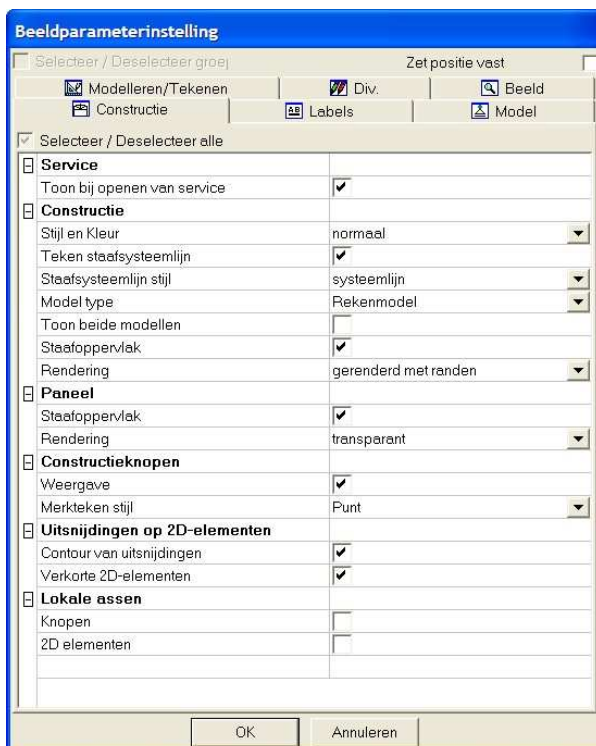 Beeldparameterinstelling
Selecteer / Deselecteer groep Zet positie vast
Modelleren/Tekenen Div. Beeld
Constructie Labels Model
Selecteer / Deselecteer alle
Service
Toon bij openen van service
Constructie
Stijl en Kleur normaal
Teken staafsysteemlijn
Staafsysteemlijn stijl systeemlijn
Model type Rekenmodel
Toon beide modellen
Staafoppervlak
Rendering gerenderd met randen
Paneel
Staafoppervlak
Rendering transparant
Constructieknopen
Weergave
Merkteken stijl Punt
Uitsnijdingen op 2D-elementen
Contour van uitsnijdingen
Verkorte 2D-elementen
Lokale assen
Knopen
2D elementen
OK Annuleren